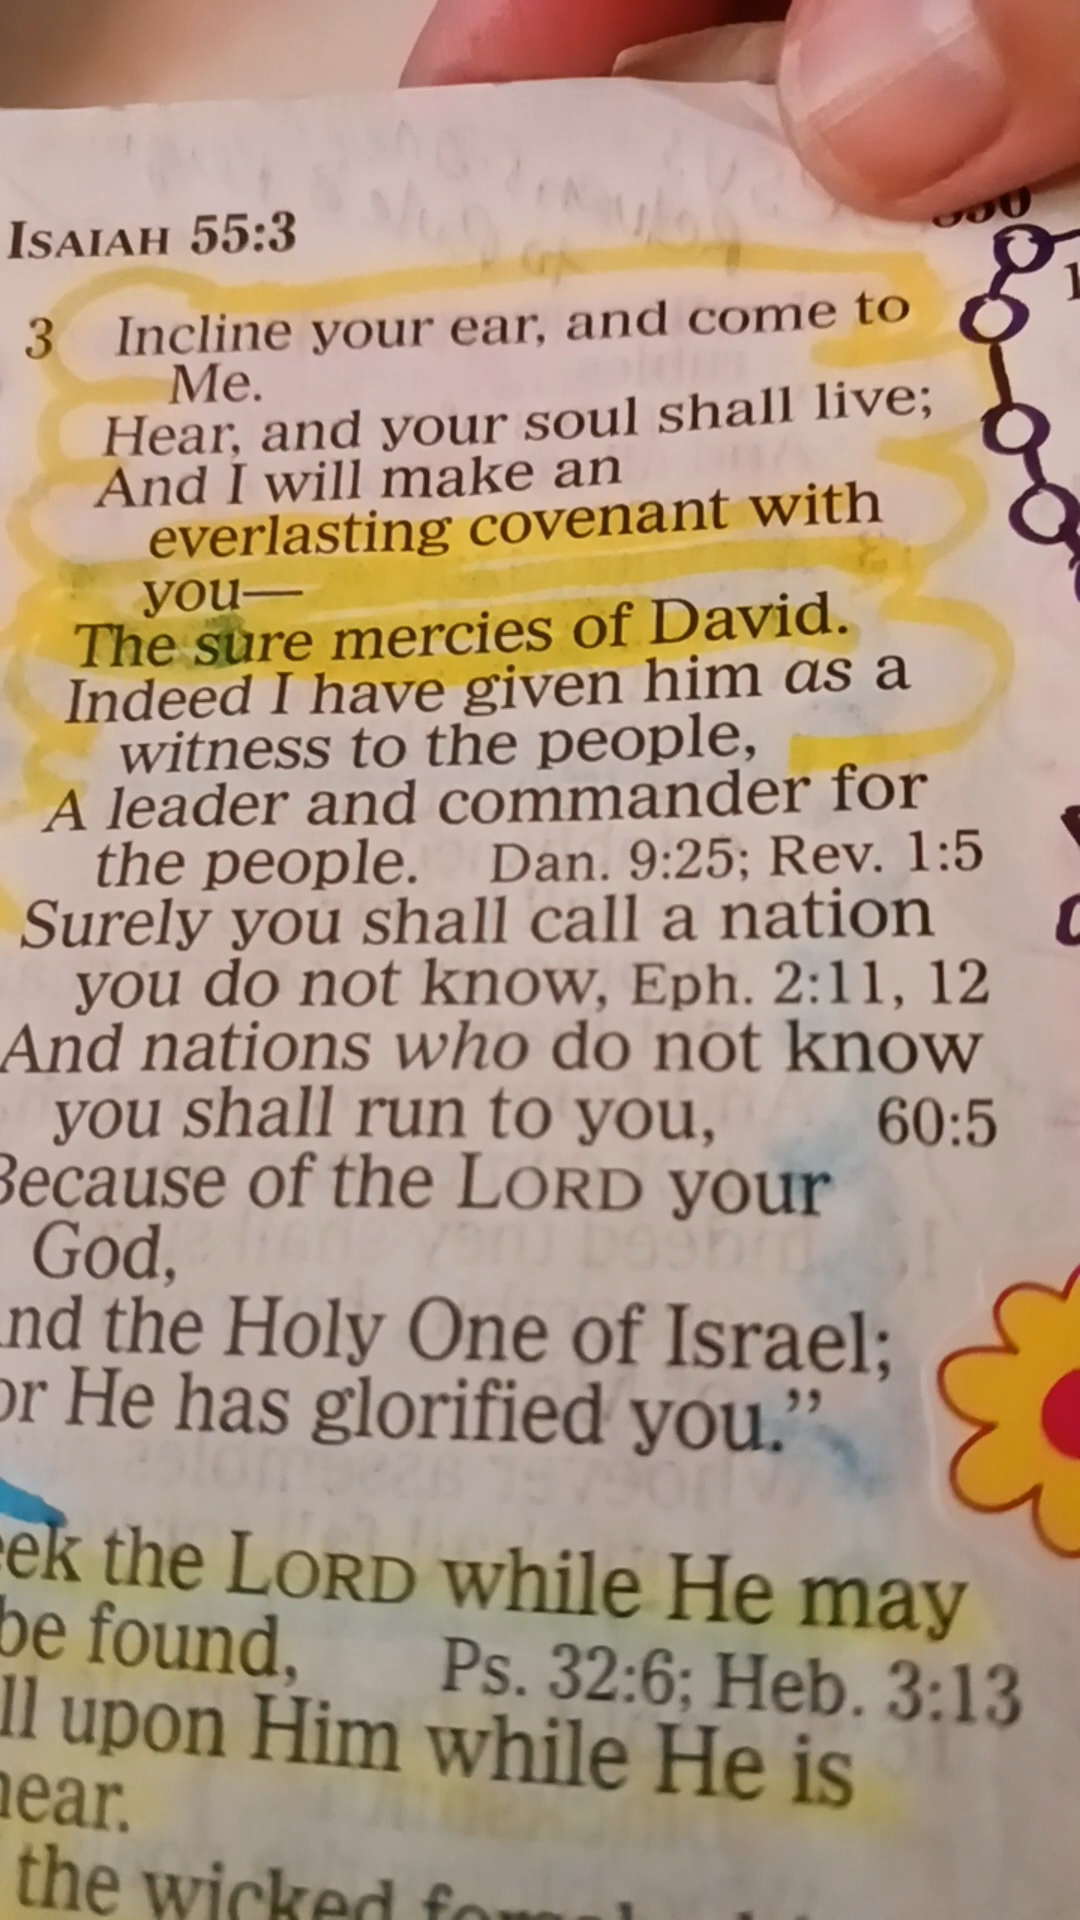 ISAIAH 55:3
3 Incline your ear, and come to
Me.
Hear, and your soul shall live;
And I will make an
everlasting covenant with
you—
The sure mercies of David.
Indeed I have given him as a
witness to the people,
A leader and commander for
the people. Dan. 9:25; Rev. 1:5
Surely you shall call a nation
you do not know, Eph. 2:11, 12
And nations who do not know
you shall run to you, 60:5
Because of the LORD your
God,
nd the Holy One of Israel;
or He has glorified you.”
ek the LORD while He may
be found, Ps. 32:6; Heb. 3:13
ll upon Him while He is
near.
the wicked